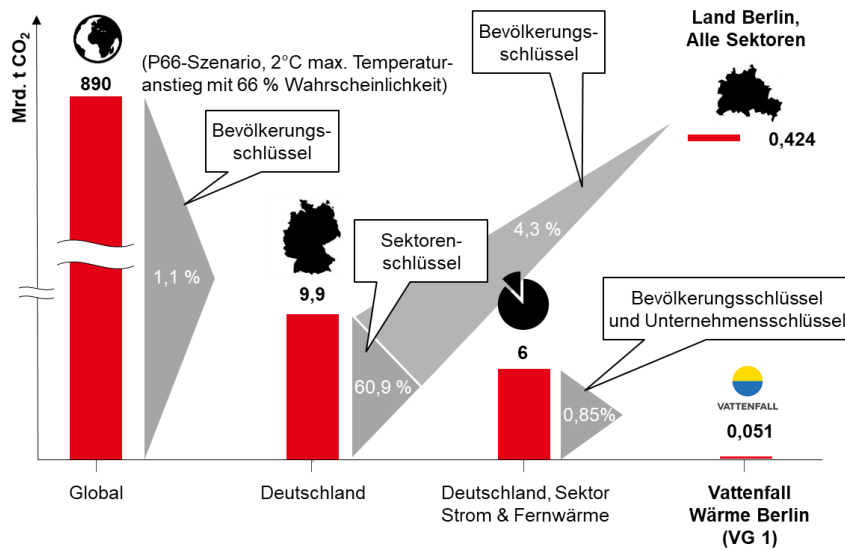 Mrd. t CO2
890
(P66-Szenario, 2°C max. Temperatur-
anstieg mit 66 % Wahrscheinlichkeit)
Bevölkerungs-
schlüssel
1,1 %
Bevölkerungs-
schlüssel
Land Berlin,
Alle Sektoren
0,424
4,3 %
9,9
Sektoren-
schlüssel
60,9 %
6
Bevölkerungsschlüssel
und Unternehmensschlüssel
0,85%
VATTENFALL
0,051
Global
Deutschland
Deutschland, Sektor
Strom & Fernwärme
Vattenfall
Wärme Berlin
(VG 1)